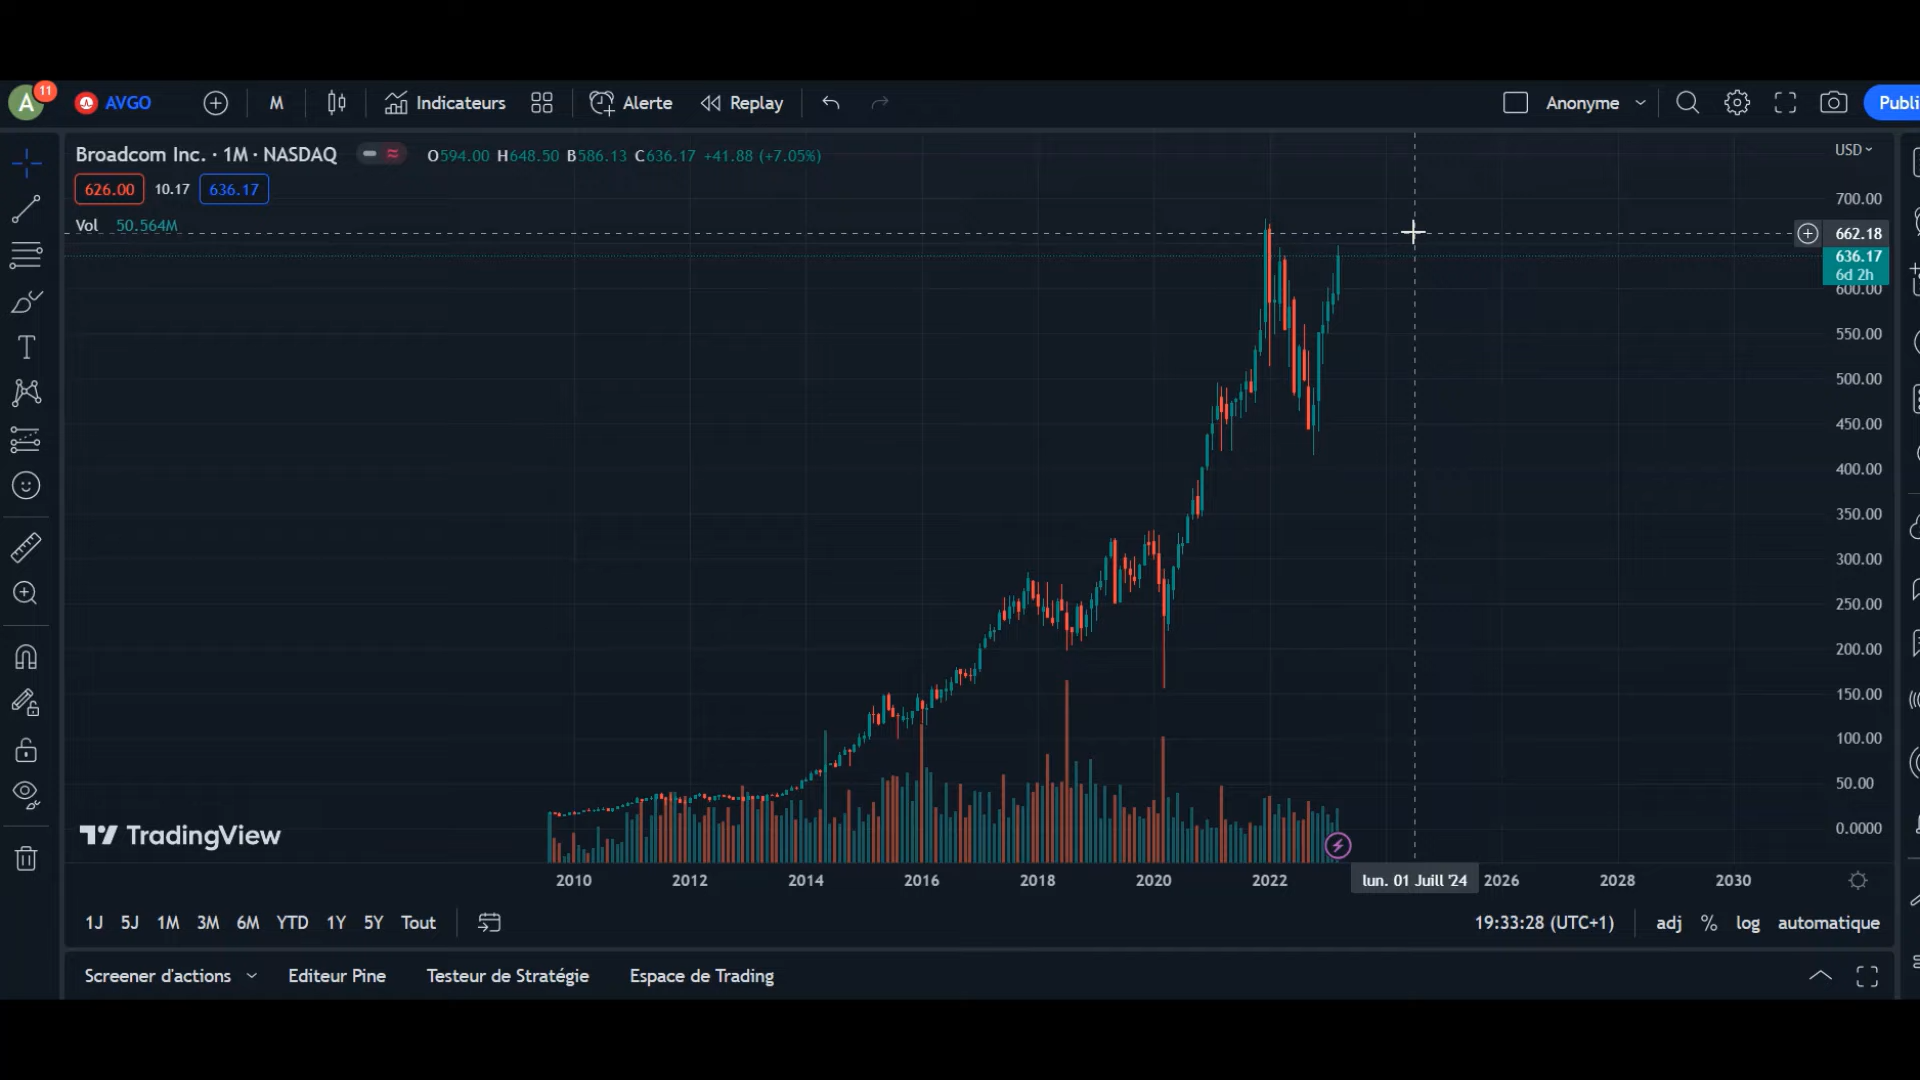 A 11 AVGO M Indicateurs Alerte Replay Anonyme Publi
Broadcom Inc. · 1M · NASDAQ O594.00 H648.50 B586.13 C636.17 +41.88 (+7.05%) USD
626.00 10.17 636.17
Vol 50.564M
700.00
662.18
636.17
6d 2h
600.00
550.00
500.00
450.00
400.00
350.00
300.00
250.00
200.00
150.00
100.00
50.00
0.0000
TradingView
2010 2012 2014 2016 2018 2020 2022 lun. 01 Juill '24 2026 2028 2030
1J 5J 1M 3M 6M YTD 1Y 5Y Tout 19:33:28 (UTC+1) adj % log automatique
Screener d'actions Editeur Pine Testeur de Stratégie Espace de Trading